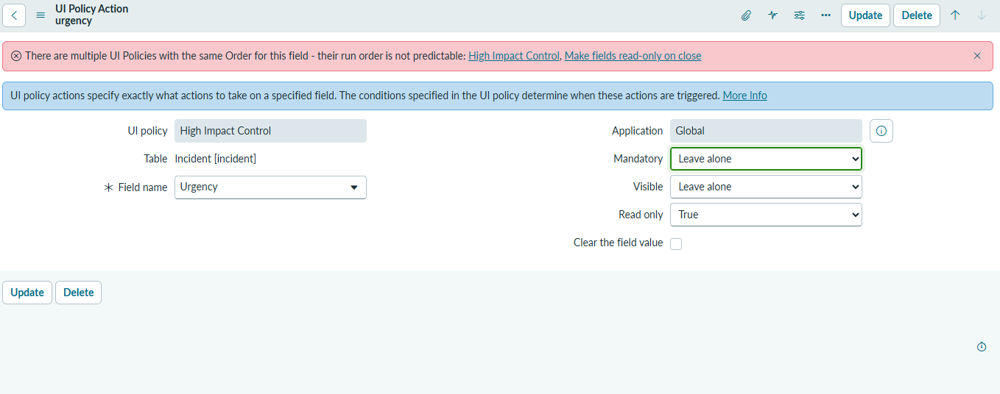 UI Policy Action
urgency
Update
Delete
There are multiple UI Policies with the same Order for this field - their run order is not predictable: High Impact Control, Make fields read-only on close
UI policy actions specify exactly what actions to take on a specified field. The conditions specified in the UI policy determine when these actions are triggered. More Info
UI policy High Impact Control
Table Incident [incident]
Field name Urgency
Application Global
Mandatory Leave alone
Visible Leave alone
Read only True
Clear the field value
Update
Delete